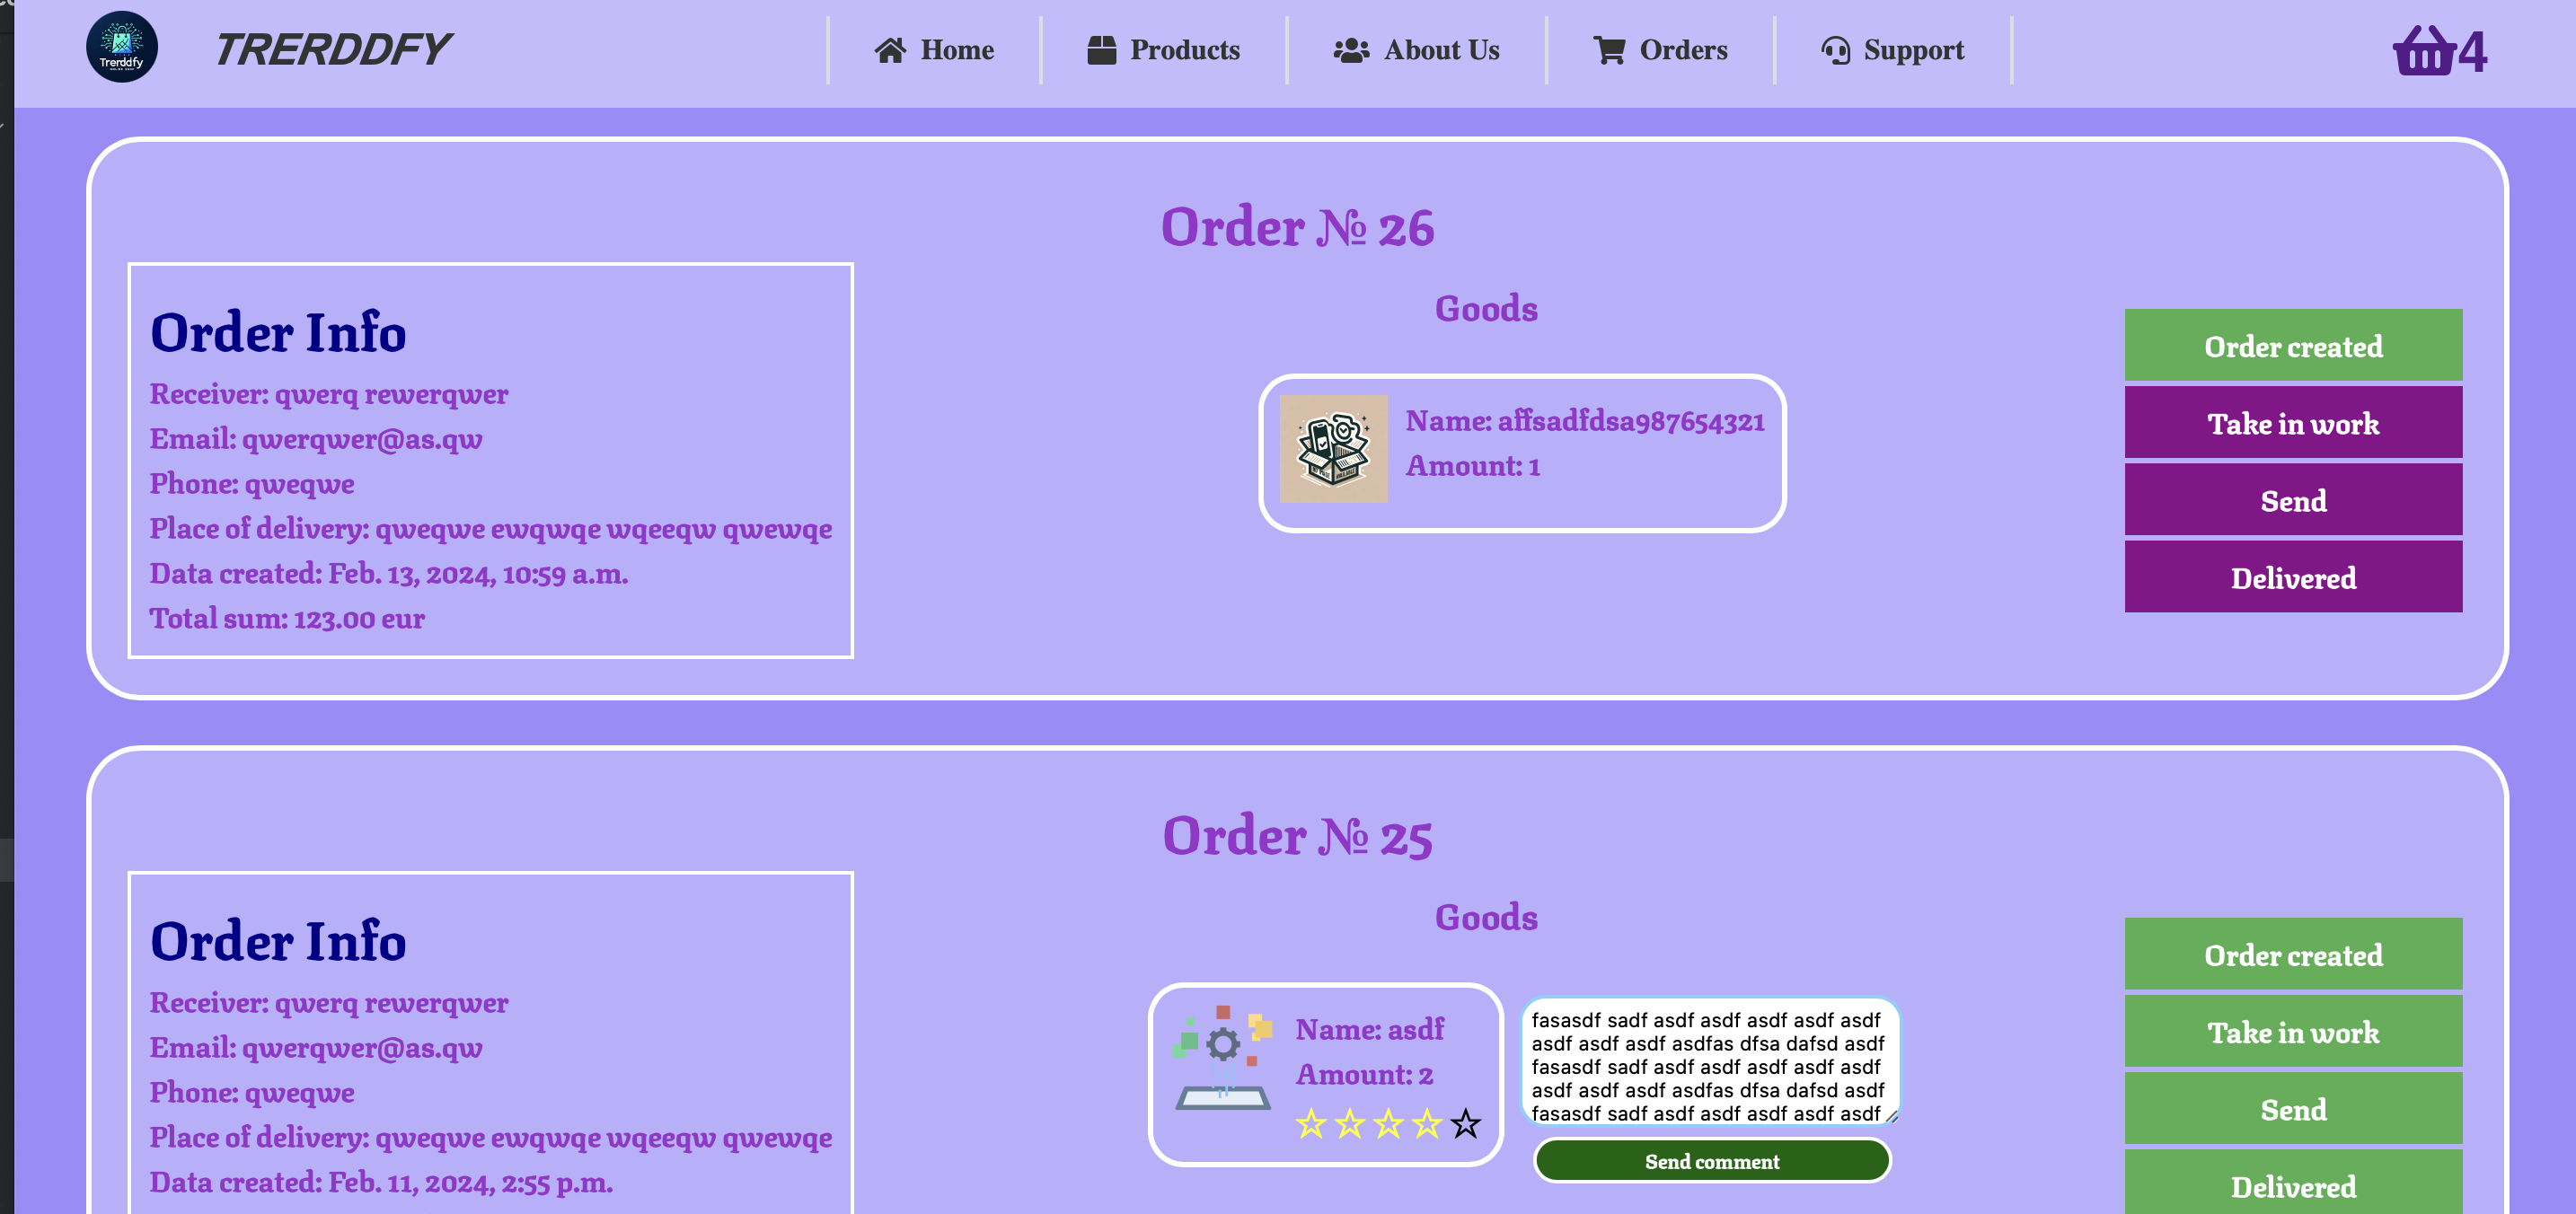 Trerddfy
TRERDDFY
Home
Products
About Us
Orders
Support
4
Order № 26
Order Info
Receiver: qwerq rewerqwer
Email: qwerqwer@as.qw
Phone: qweqwe
Place of delivery: qweqwe ewqwqe wqeeqw qwewqe
Data created: Feb. 13, 2024, 10:59 a.m.
Total sum: 123.00 eur
Goods
Name: affsadfdsa987654321
Amount: 1
Order created
Take in work
Send
Delivered
Order № 25
Order Info
Receiver: qwerq rewerqwer
Email: qwerqwer@as.qw
Phone: qweqwe
Place of delivery: qweqwe ewqwqe wqeeqw qwewqe
Data created: Feb. 11, 2024, 2:55 p.m.
Goods
Name: asdf
Amount: 2
fasasdf sadf asdf asdf asdf asdf asdf
asdf asdf asdf asdfas dfsa dafsd asdf
fasasdf sadf asdf asdf asdf asdf asdf
asdf asdf asdf asdfas dfsa dafsd asdf
fasasdf sadf asdf asdf asdf asdf asdf
Send comment
Order created
Take in work
Send
Delivered